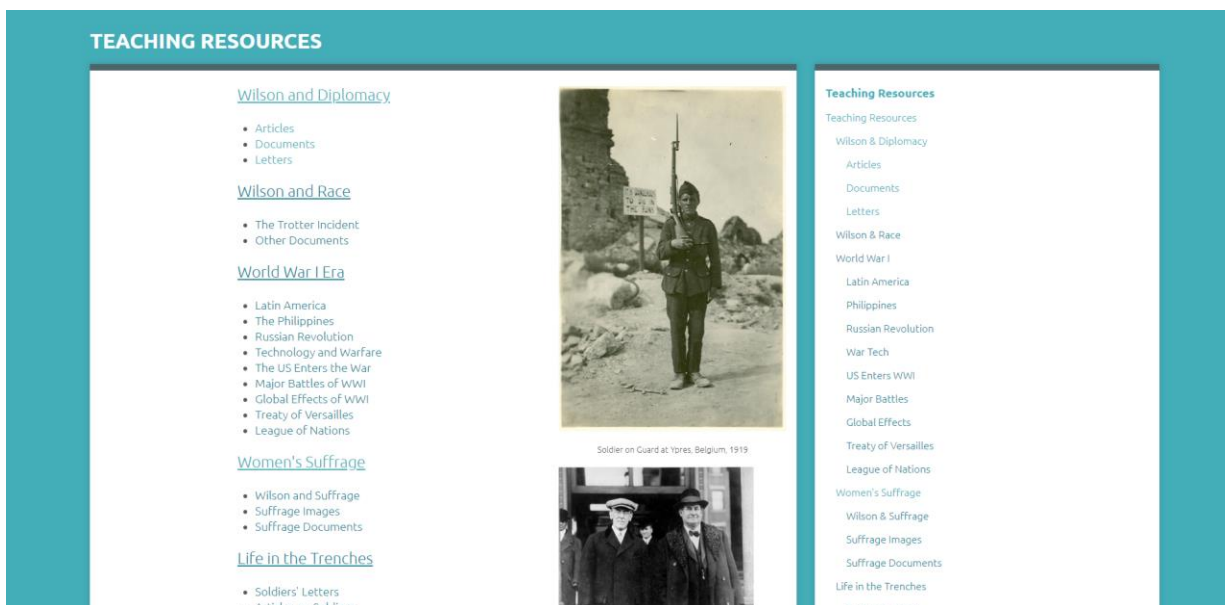 TEACHING RESOURCES
Wilson and Diplomacy
Articles
Documents
Letters
Wilson and Race
The Trotter Incident
Other Documents
World War I Era
Latin America
The Philippines
Russian Revolution
Technology and Warfare
The US Enters the War
Major Battles of WWI
Global Effects of WWI
Treaty of Versailles
League of Nations
Women's Suffrage
Wilson and Suffrage
Suffrage Images
Suffrage Documents
Life in the Trenches
Soldiers' Letters
Soldier on Guard at Ypres, Belgium, 1919
Teaching Resources
Teaching Resources
Wilson & Diplomacy
Articles
Documents
Letters
Wilson & Race
World War I
Latin America
Philippines
Russian Revolution
War Tech
US Enters WWI
Major Battles
Global Effects
Treaty of Versailles
League of Nations
Women's Suffrage
Wilson & Suffrage
Suffrage Images
Suffrage Documents
Life in the Trenches